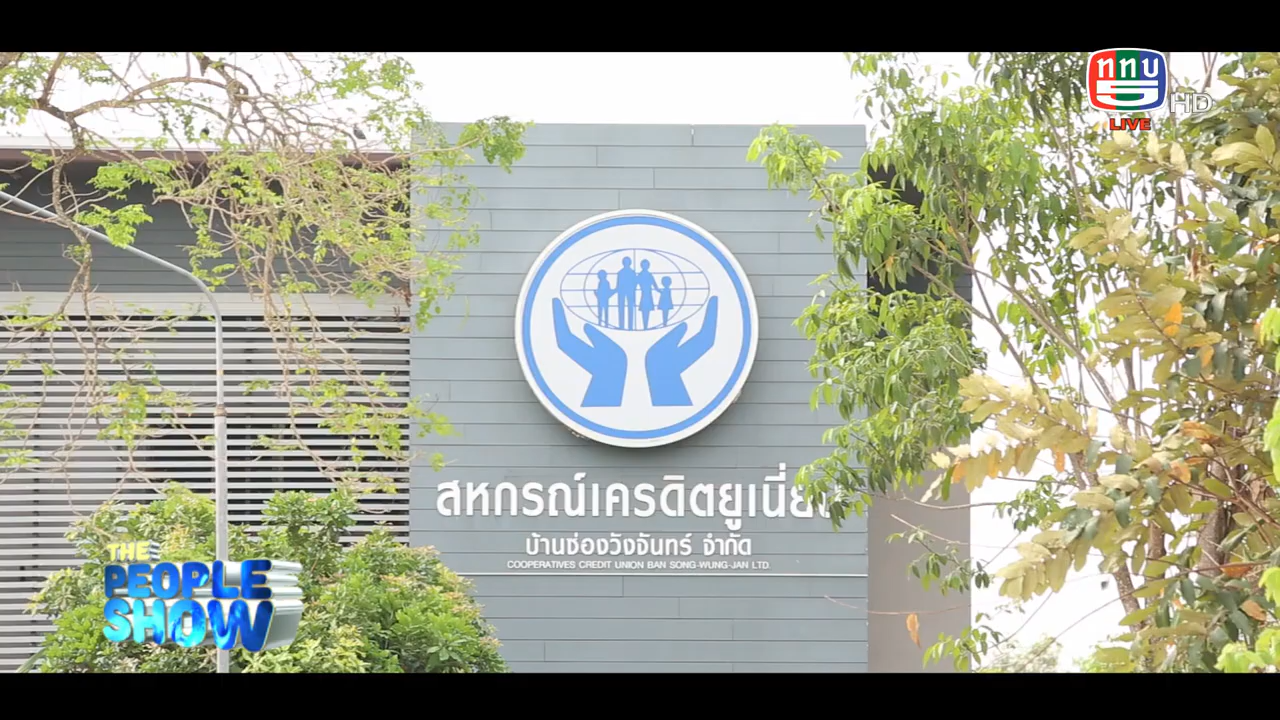 ททบ
5
HD
LIVE
สหกรณ์เครดิตยูเนี่ยน
บ้านซ่องวังจันทร์ จำกัด
COOPERATIVES CREDIT UNION BAN SONG-WUNG-JAN LTD.
THE
PEOPLE
SHOW